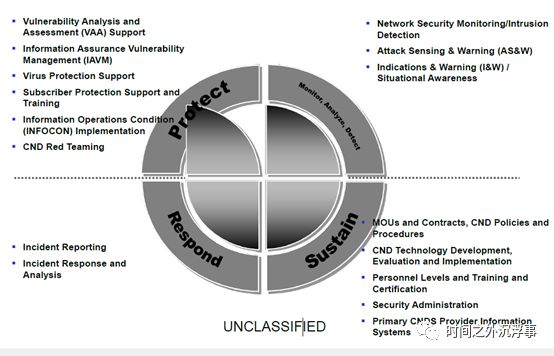 Vulnerability Analysis and
Assessment (VAA) Support
Information Assurance Vulnerability
Management (IAVM)
Virus Protection Support
Subscriber Protection Support and
Training
Information Operations Condition
(INFOCON) Implementation
CND Red Teaming
Network Security Monitoring/Intrusion
Detection
Attack Sensing & Warning (AS&W)
Indications & Warning (I&W) /
Situational Awareness
Protect
Monitor, Analyze, Detect
Respond
Sustain
Incident Reporting
Incident Response and
Analysis
MOUs and Contracts, CND Policies and
Procedures
CND Technology Development,
Evaluation and Implementation
Personnel Levels and Training and
Certification
Security Administration
Primary CNDS Provider Information
Systems
UNCLASSIFIED
时间之外沉浮事